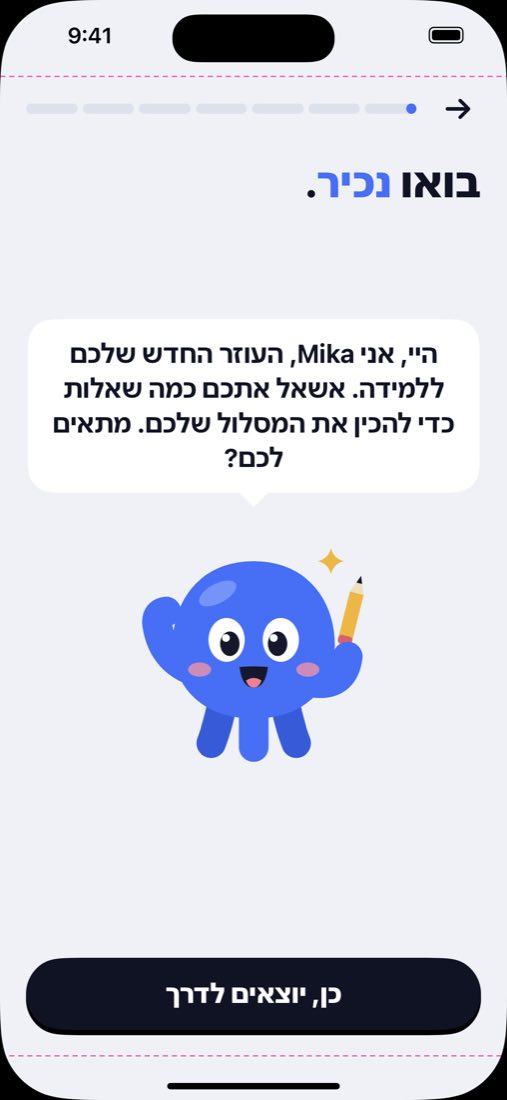 9:41
בואו נכיר.
היי, אני Mika, העוזר החדש שלכם
ללמידה. אשאל אתכם כמה שאלות
כדי להכין את המסלול שלכם. מתאים
לכם?
כן, יוצאים לדרך